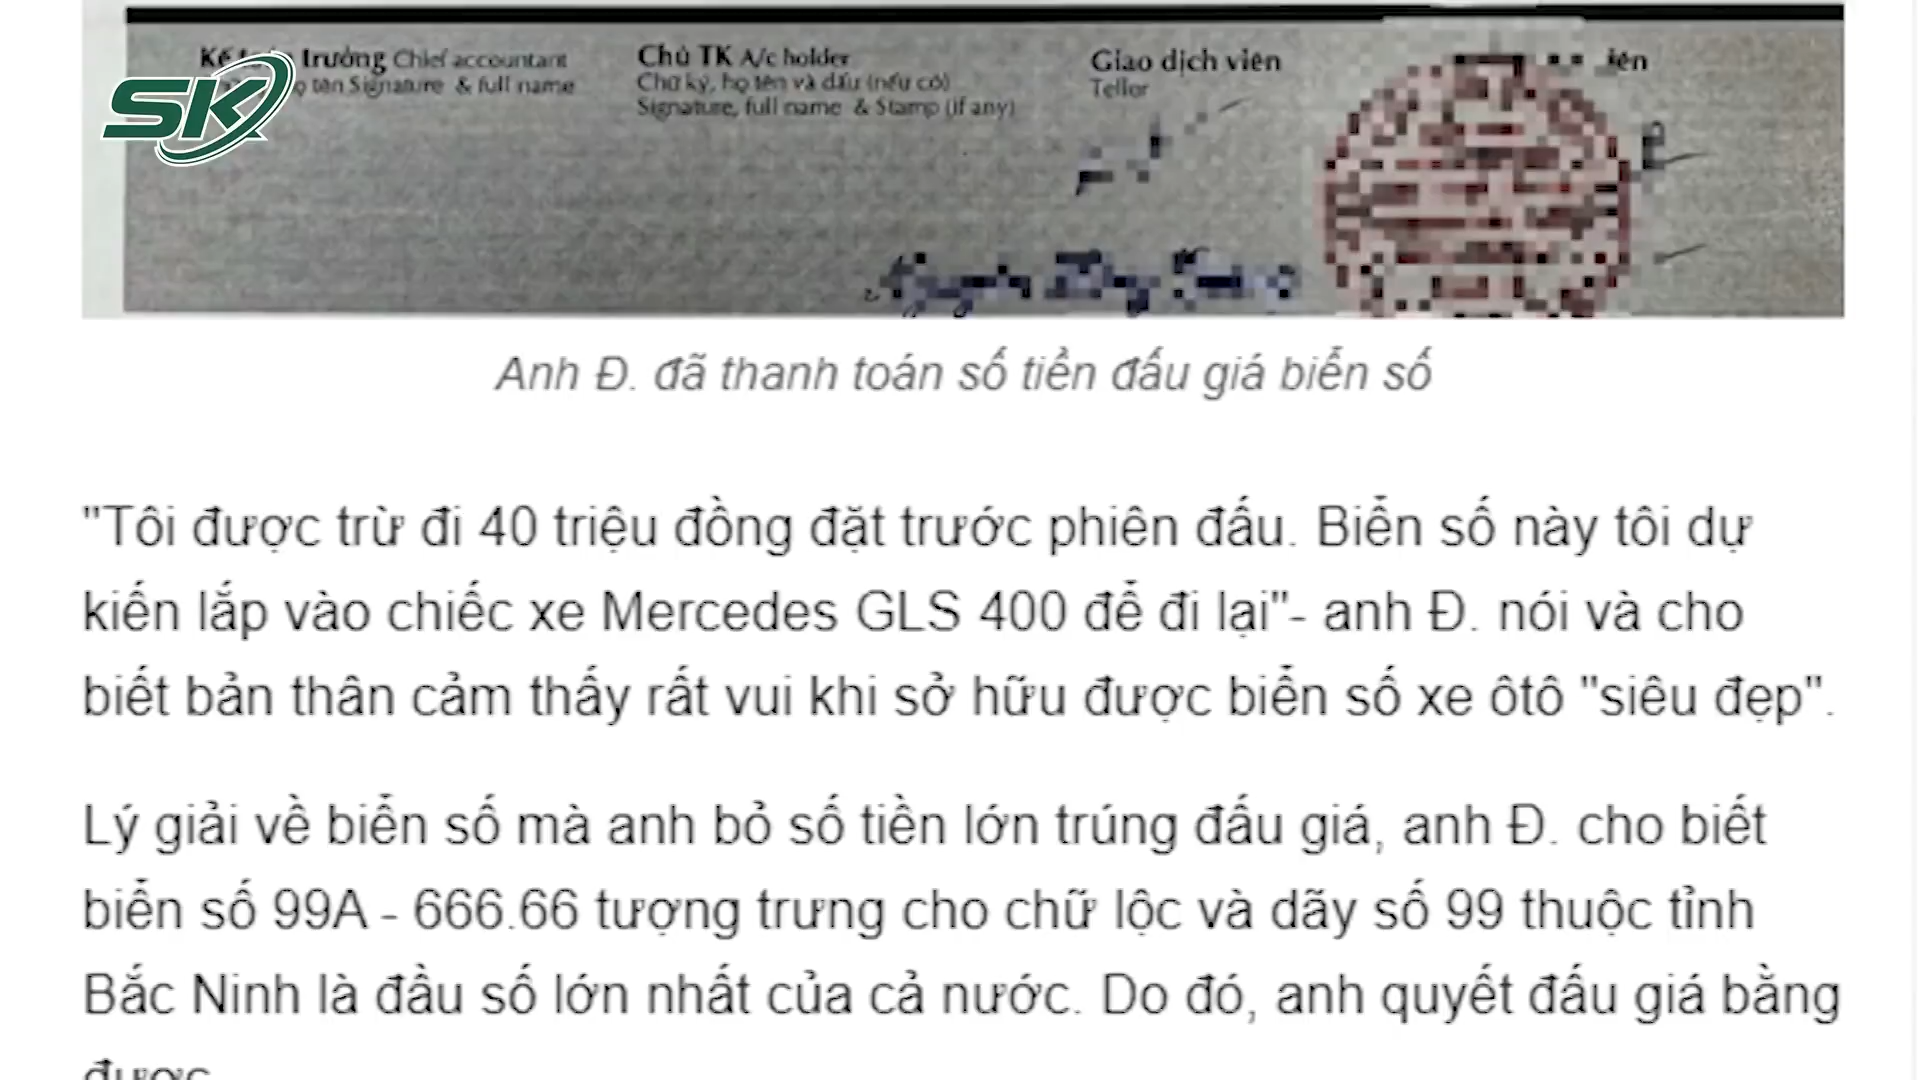 trưởng Chief accountant
họ tên Signature & full name
Chủ TK A/c holder
Chữ ký, họ tên và dấu (nếu có)
Signature, full name & Stamp (if any)
Giao dịch viên
Teller
SK
Anh Đ. đã thanh toán số tiền đấu giá biển số
"Tôi được trừ đi 40 triệu đồng đặt trước phiên đấu. Biển số này tôi dự
kiến lắp vào chiếc xe Mercedes GLS 400 để đi lại"- anh Đ. nói và cho
biết bản thân cảm thấy rất vui khi sở hữu được biển số xe ôtô "siêu đẹp".
Lý giải về biển số mà anh bỏ số tiền lớn trúng đấu giá, anh Đ. cho biết
biển số 99A - 666.66 tượng trưng cho chữ lộc và dãy số 99 thuộc tỉnh
Bắc Ninh là đầu số lớn nhất của cả nước. Do đó, anh quyết đấu giá bằng
được